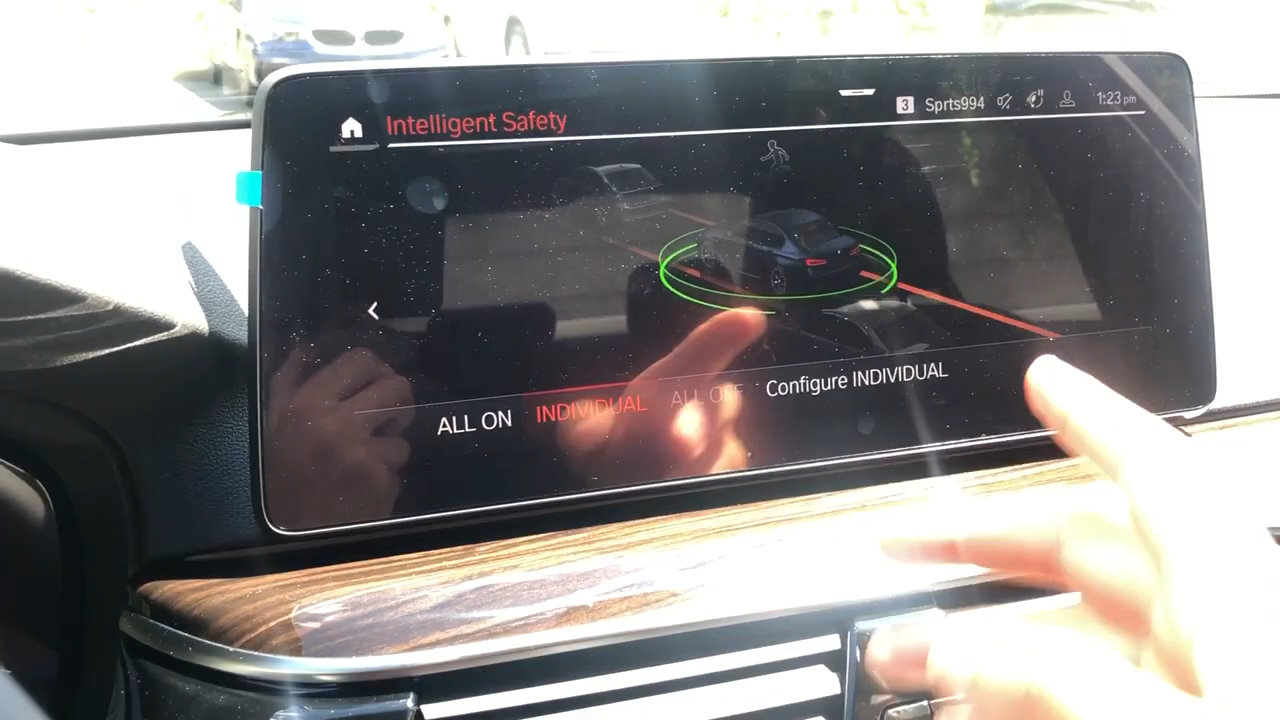 Intelligent Safety
3 Sprts994 1:23 pm
ALL ON INDIVIDUAL ALL OFF Configure INDIVIDUAL